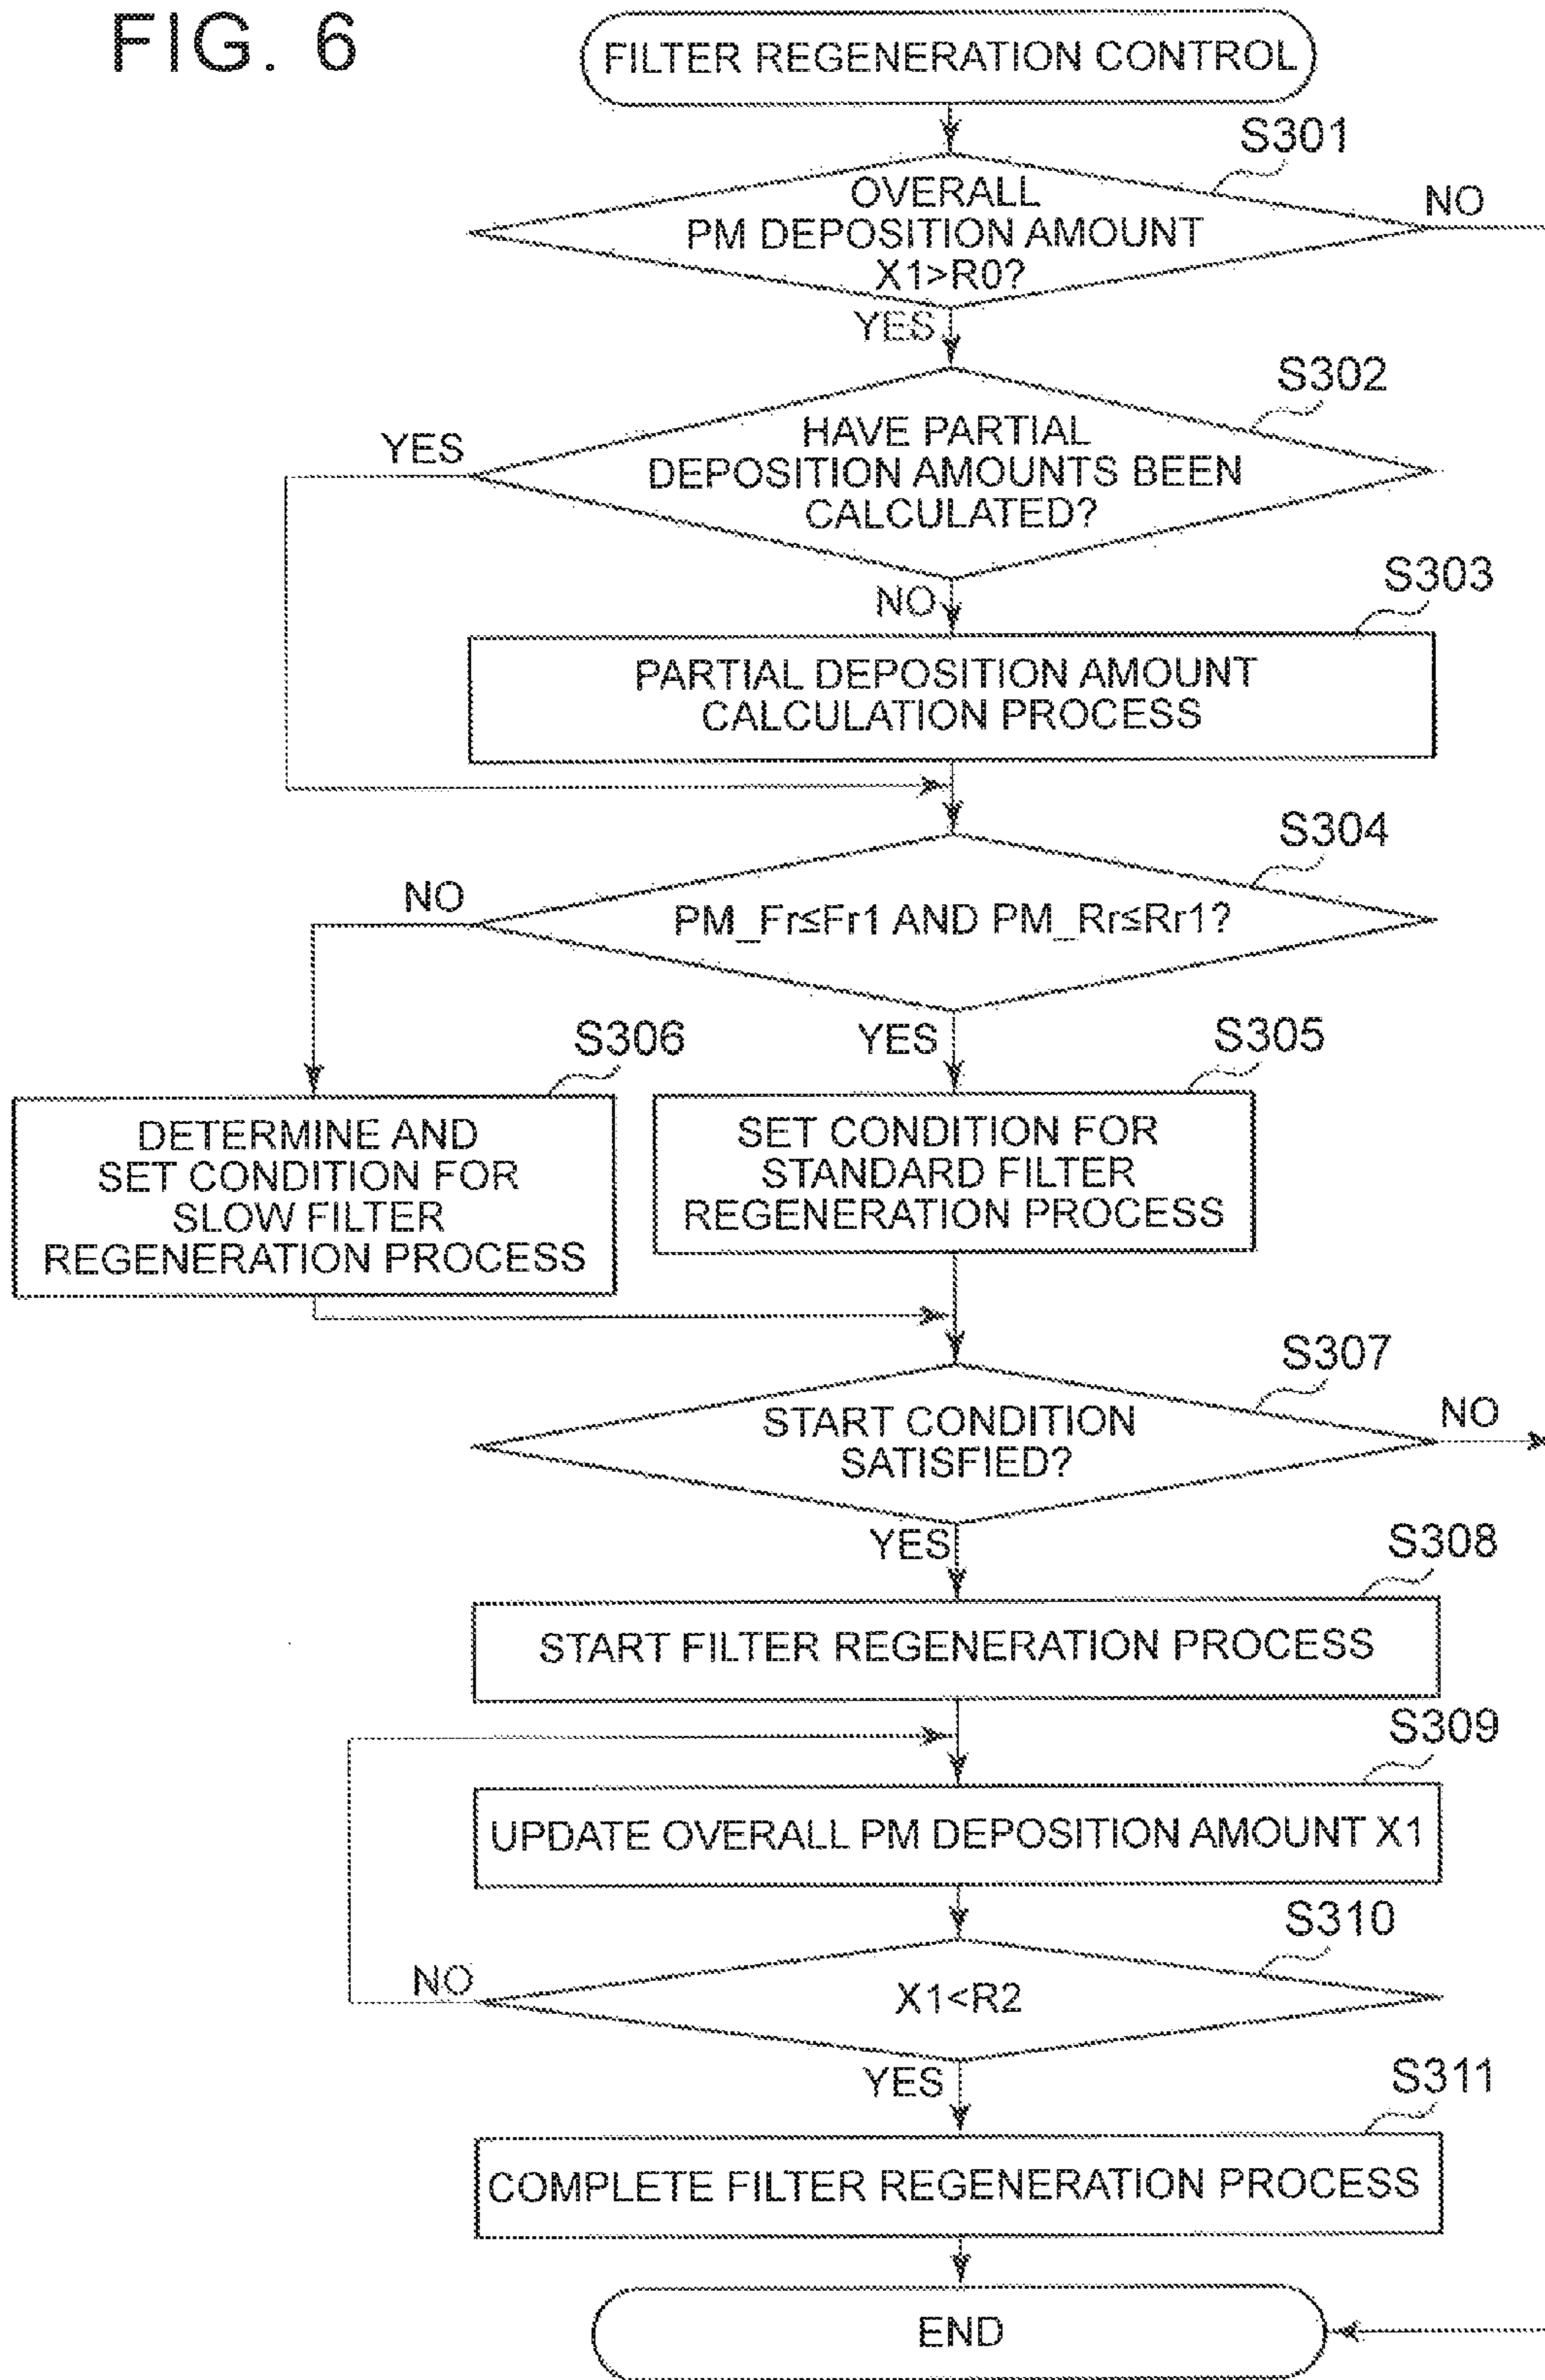 FIG. 6
FILTER REGENERATION CONTROL
S301
OVERALL
PM DEPOSITION AMOUNT
X1>R0?
NO
YES
S302
HAVE PARTIAL
DEPOSITION AMOUNTS BEEN
CALCULATED?
YES
NO
S303
PARTIAL DEPOSITION AMOUNT
CALCULATION PROCESS
S304
PM_Fr≤Fr1 AND PM_Rr≤Rr1?
NO
YES
S306
DETERMINE AND
SET CONDITION FOR
SLOW FILTER
REGENERATION PROCESS
S305
SET CONDITION FOR
STANDARD FILTER
REGENERATION PROCESS
S307
START CONDITION
SATISFIED?
NO
YES
S308
START FILTER REGENERATION PROCESS
S309
UPDATE OVERALL PM DEPOSITION AMOUNT X1
S310
X1<R2
NO
YES
S311
COMPLETE FILTER REGENERATION PROCESS
END